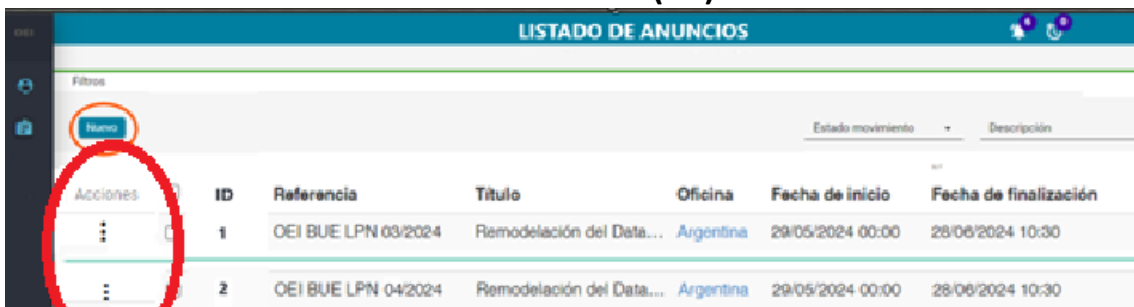 OEI LISTADO DE ANUNCIOS
Filtros
Nuevo Estado movimiento Descripción
Acciones ID Referencia Título Oficina Fecha de inicio Fecha de finalización
1 OEI BUE LPN 03/2024 Remodelación del Data... Argentina 29/05/2024 00:00 28/06/2024 10:30
2 OEI BUE LPN 04/2024 Remodelación del Data... Argentina 29/05/2024 00:00 28/06/2024 10:30